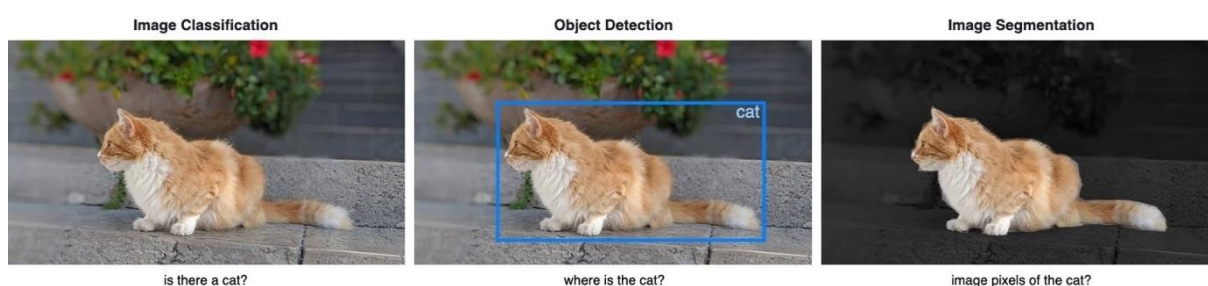 Image Classification
Object Detection
Image Segmentation
cat
is there a cat?
where is the cat?
image pixels of the cat?